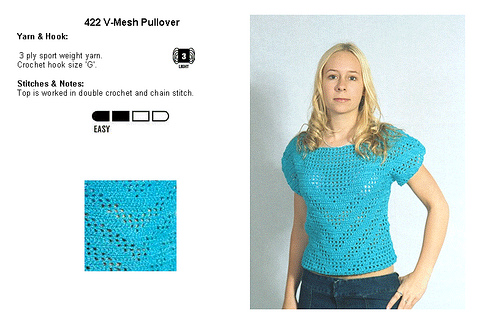 422 V-Mesh Pullover
Yarn & Hook:
3 ply sport weight yarn.
Crochet hook size 'G'.
3
LIGHT
Stitches & Notes:
Top is worked in double crochet and chain stitch.
EASY